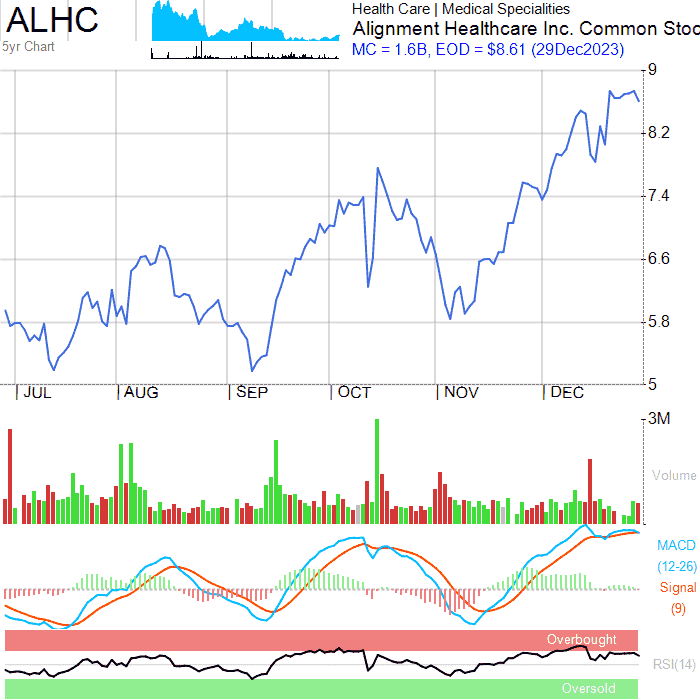 ALHC
5yr Chart
Health Care | Medical Specialities
Alignment Healthcare Inc. Common Stoc
MC = 1.6B, EOD = $8.61 (29Dec2023)
9
8.2
7.4
6.6
5.8
5
| JUL | AUG | SEP | OCT | NOV | DEC
3M
Volume
MACD
(12-26)
Signal
(9)
Overbought
RSI(14)
Oversold